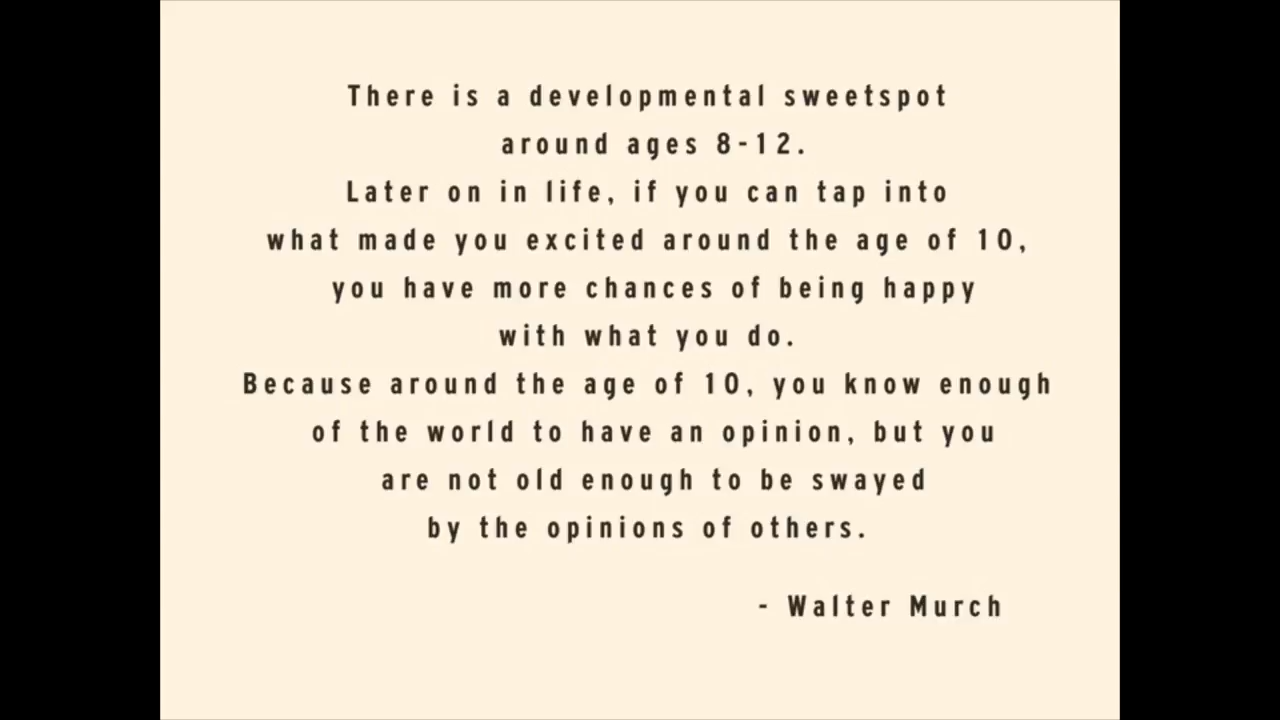 There is a developmental sweetspot
around ages 8-12.
Later on in life, if you can tap into
what made you excited around the age of 10,
you have more chances of being happy
with what you do.
Because around the age of 10, you know enough
of the world to have an opinion, but you
are not old enough to be swayed
by the opinions of others.
- Walter Murch